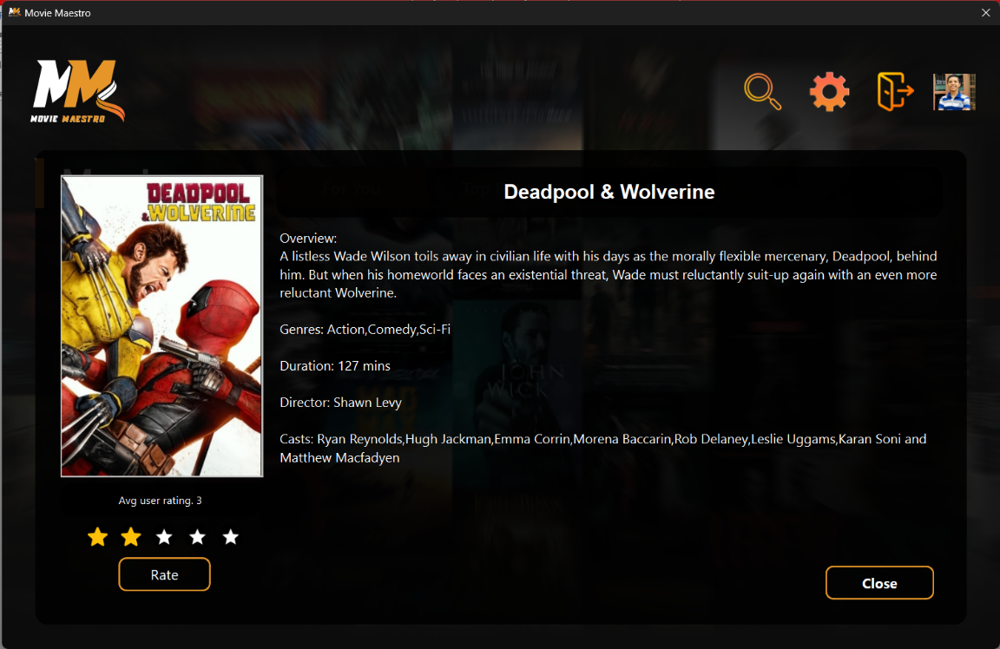 Movie Maestro
MM
MOVIE MAESTRO
For You
DEADPOOL
& WOLVERINE
Deadpool & Wolverine
Overview:
A listless Wade Wilson toils away in civilian life with his days as the morally flexible mercenary, Deadpool, behind
him. But when his homeworld faces an existential threat, Wade must reluctantly suit-up again with an even more
reluctant Wolverine.
Genres: Action,Comedy,Sci-Fi
Duration: 127 mins
JOHN
WICK
Director: Shawn Levy
Casts: Ryan Reynolds,Hugh Jackman,Emma Corrin,Morena Baccarin,Rob Delaney,Leslie Uggams,Karan Soni and
Matthew Macfadyen
Avg user rating. 3
Rate
Close